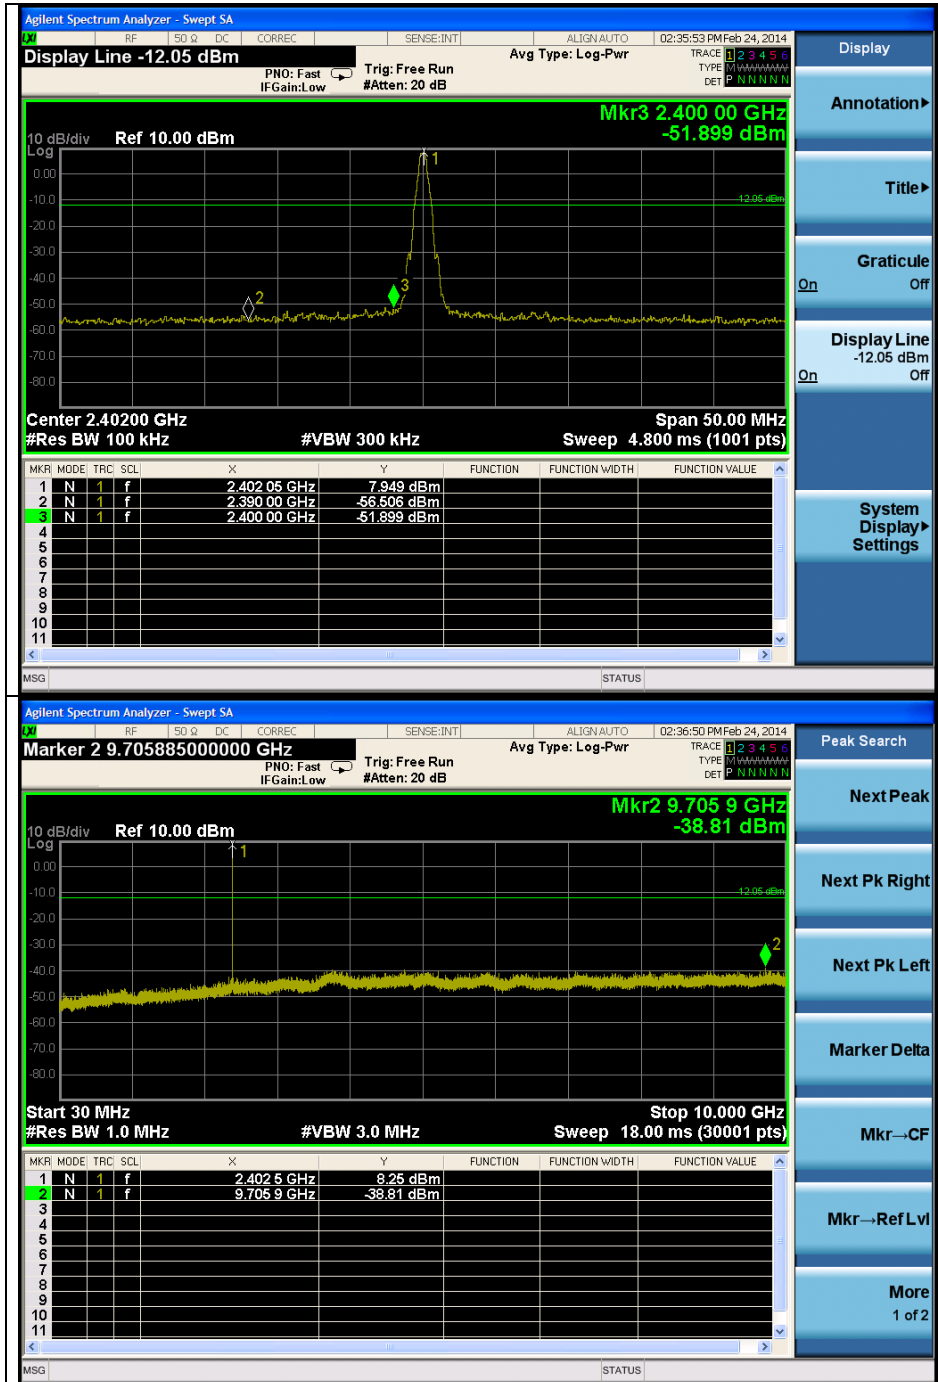 Agilent Spectrum Analyzer - Swept SA
LXI RF 50 Ω DC CORREC SENSE:INT ALIGN AUTO 02:35:53 PM Feb 24, 2014
Display Line -12.05 dBm
PNO: Fast
IFGain:Low
Trig: Free Run
#Atten: 20 dB
Avg Type: Log-Pwr
TRACE 1 2 3 4 5 6
TYPE M WWWWW
DET P N N N N N
Mkr3 2.400 00 GHz
-51.899 dBm
10 dB/div Ref 10.00 dBm
Log
0.00
-10.0
-20.0
-30.0
-40.0
-50.0
-60.0
-70.0
-80.0
-12.05 dBm
1
2
3
Center 2.40200 GHz Span 50.00 MHz
#Res BW 100 kHz #VBW 300 kHz Sweep 4.800 ms (1001 pts)
MKR MODE TRC SCL X Y FUNCTION FUNCTION WIDTH FUNCTION VALUE
1 N 1 f 2.402 05 GHz 7.949 dBm
2 N 1 f 2.390 00 GHz -56.506 dBm
3 N 1 f 2.400 00 GHz -51.899 dBm
4
5
6
7
8
9
10
11
MSG STATUS
Display
Annotation
Title
Graticule
On Off
Display Line
-12.05 dBm
On Off
System
Display
Settings
Agilent Spectrum Analyzer - Swept SA
LXI RF 50 Ω DC CORREC SENSE:INT ALIGN AUTO 02:36:50 PM Feb 24, 2014
Marker 2 9.705885000000 GHz
PNO: Fast
IFGain:Low
Trig: Free Run
#Atten: 20 dB
Avg Type: Log-Pwr
TRACE 1 2 3 4 5 6
TYPE M WWWWW
DET P N N N N N
Mkr2 9.705 9 GHz
-38.81 dBm
10 dB/div Ref 10.00 dBm
Log
0.00
-10.0
-20.0
-30.0
-40.0
-50.0
-60.0
-70.0
-80.0
-12.05 dBm
1
2
Start 30 MHz Stop 10.000 GHz
#Res BW 1.0 MHz #VBW 3.0 MHz Sweep 18.00 ms (30001 pts)
MKR MODE TRC SCL X Y FUNCTION FUNCTION WIDTH FUNCTION VALUE
1 N 1 f 2.402 5 GHz 8.25 dBm
2 N 1 f 9.705 9 GHz -38.81 dBm
3
4
5
6
7
8
9
10
11
MSG STATUS
Peak Search
Next Peak
Next Pk Right
Next Pk Left
Marker Delta
Mkr→CF
Mkr→Ref Lvl
More
1 of 2